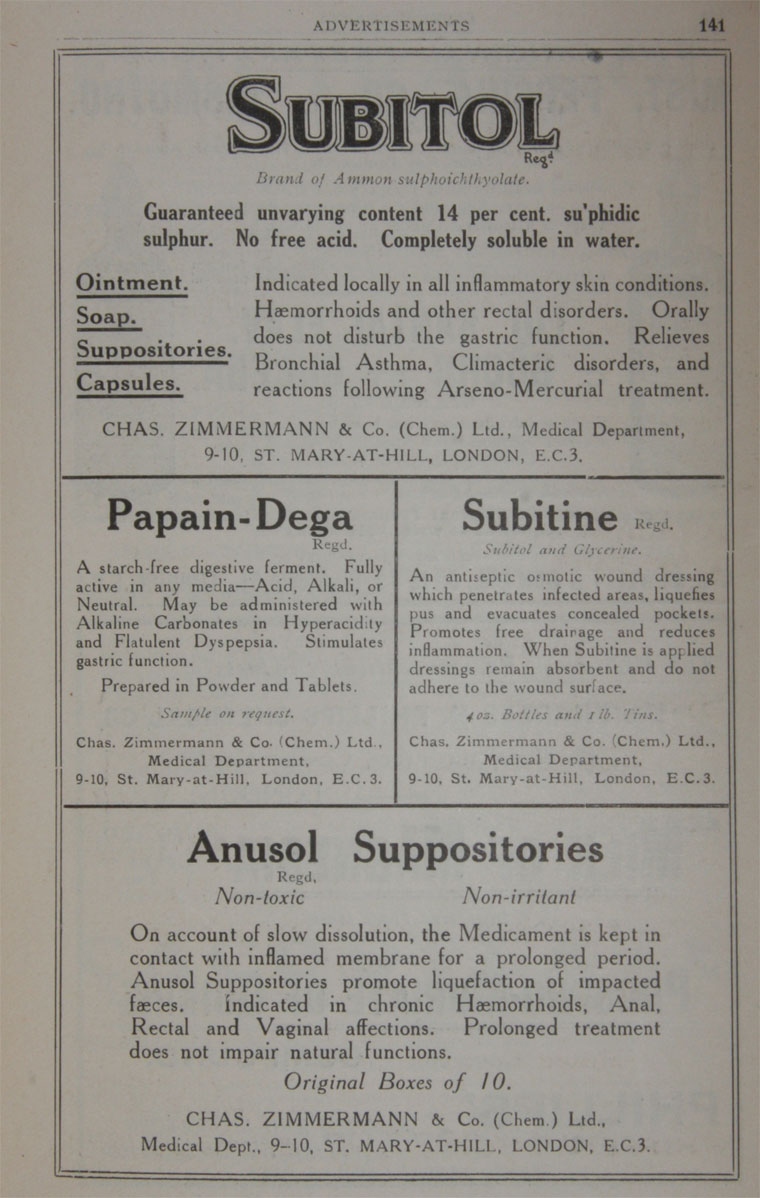 ADVERTISEMENTS 141
SUBITOL
Regd.
Brand of Ammon sulphoichthyolate.
Guaranteed unvarying content 14 per cent. su'phidic
sulphur. No free acid. Completely soluble in water.
Ointment.
Soap.
Suppositories.
Capsules.
Indicated locally in all inflammatory skin conditions.
Hæmorrhoids and other rectal disorders. Orally
does not disturb the gastric function. Relieves
Bronchial Asthma, Climacteric disorders, and
reactions following Arseno-Mercurial treatment.
CHAS. ZIMMERMANN & Co. (Chem.) Ltd., Medical Department,
9-10, ST. MARY-AT-HILL, LONDON, E.C.3.
Papain-Dega
Regd.
A starch-free digestive ferment. Fully
active in any media—Acid, Alkali, or
Neutral. May be administered with
Alkaline Carbonates in Hyperacidity
and Flatulent Dyspepsia. Stimulates
gastric function.
Prepared in Powder and Tablets.
Sample on request.
Chas. Zimmermann & Co. (Chem.) Ltd.,
Medical Department,
9-10, St. Mary-at-Hill, London, E.C.3.
Subitine Regd.
Subitol and Glycerine.
An antiseptic osmotic wound dressing
which penetrates infected areas, liquefies
pus and evacuates concealed pockets.
Promotes free drainage and reduces
inflammation. When Subitine is applied
dressings remain absorbent and do not
adhere to the wound surface.
4 oz. Bottles and 1 lb. Tins.
Chas. Zimmermann & Co. (Chem.) Ltd.,
Medical Department,
9-10, St. Mary-at-Hill, London, E.C.3.
Anusol Suppositories
Regd.
Non-toxic Non-irritant
On account of slow dissolution, the Medicament is kept in
contact with inflamed membrane for a prolonged period.
Anusol Suppositories promote liquefaction of impacted
fæces. Indicated in chronic Hæmorrhoids, Anal,
Rectal and Vaginal affections. Prolonged treatment
does not impair natural functions.
Original Boxes of 10.
CHAS. ZIMMERMANN & Co. (Chem.) Ltd.,
Medical Dept., 9–10, ST. MARY-AT-HILL, LONDON, E.C.3.